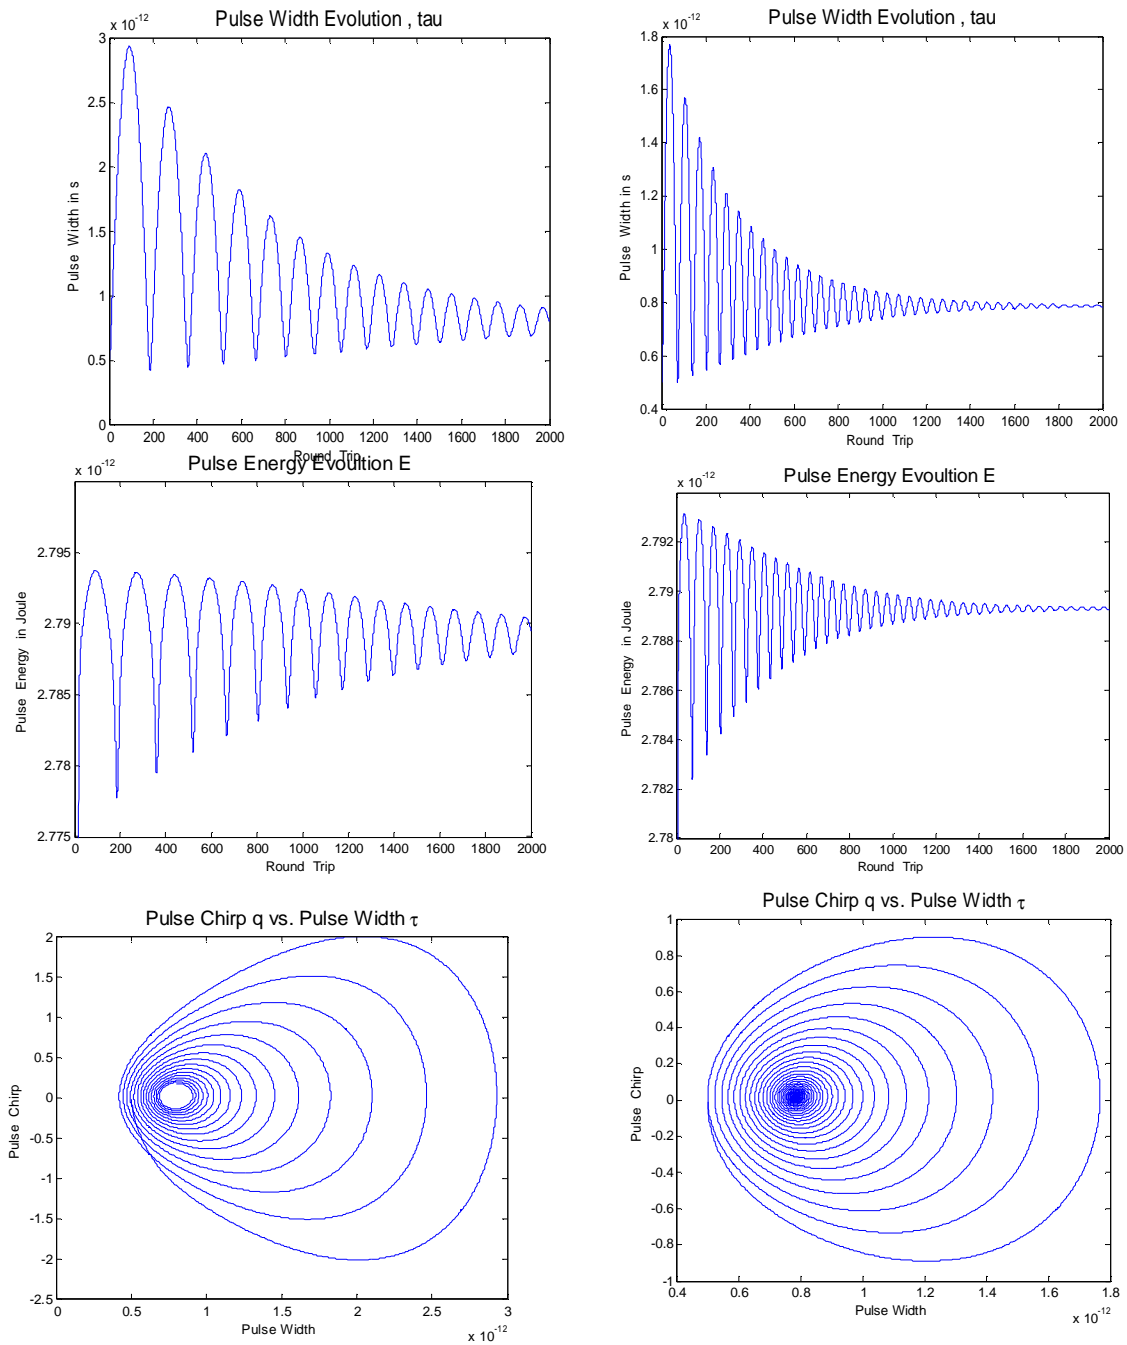 Pulse Width Evolution , tau
x 10^-12
3
2.5
2
1.5
1
0.5
0
Pulse Width in s
0 200 400 600 800 1000 1200 1400 1600 1800 2000
Round Trip
Pulse Width Evolution , tau
x 10^-12
1.8
1.6
1.4
1.2
1
0.8
0.6
0.4
Pulse Width in s
0 200 400 600 800 1000 1200 1400 1600 1800 2000
Round Trip
Pulse Energy Evoultion E
x 10^-12
2.795
2.79
2.785
2.78
2.775
Pulse Energy in Joule
0 200 400 600 800 1000 1200 1400 1600 1800 2000
Round Trip
Pulse Energy Evoultion E
x 10^-12
2.792
2.79
2.788
2.786
2.784
2.782
2.78
Pulse Energy in Joule
0 200 400 600 800 1000 1200 1400 1600 1800 2000
Round Trip
Pulse Chirp q vs. Pulse Width τ
2
1.5
1
0.5
0
-0.5
-1
-1.5
-2
-2.5
Pulse Chirp
0 0.5 1 1.5 2 2.5 3
Pulse Width
x 10^-12
Pulse Chirp q vs. Pulse Width τ
1
0.8
0.6
0.4
0.2
0
-0.2
-0.4
-0.6
-0.8
-1
Pulse Chirp
0.4 0.6 0.8 1 1.2 1.4 1.6 1.8
Pulse Width
x 10^-12